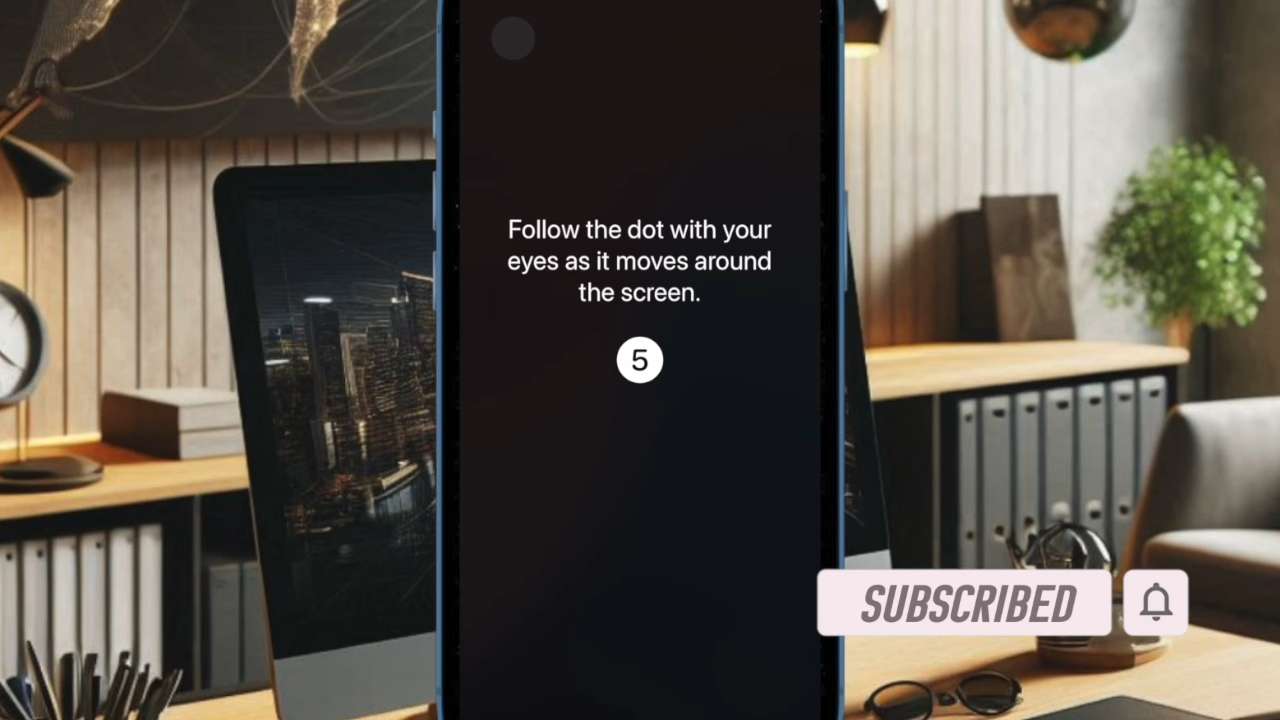 Follow the dot with your
eyes as it moves around
the screen.
5
SUBSCRIBED